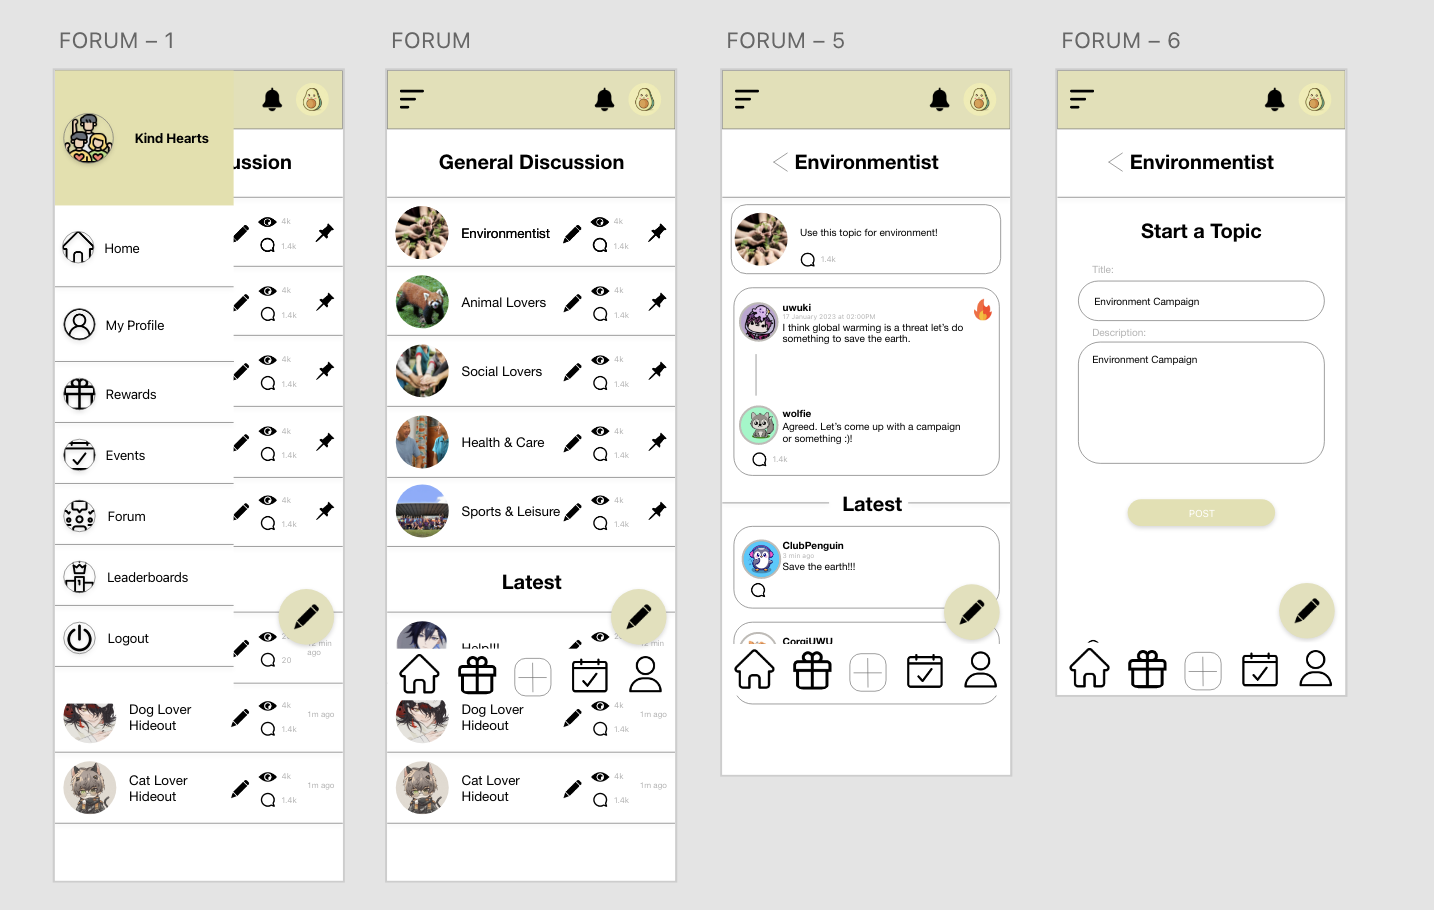 FORUM – 1
Kind Hearts
ussion
Home
4k
1.4k
My Profile
4k
1.4k
Rewards
4k
1.4k
Events
4k
1.4k
Forum
4k
1.4k
Leaderboards
Logout
min
ago
20
Dog Lover
Hideout
4k
1.4k
1m ago
Cat Lover
Hideout
4k
1.4k
1m ago
FORUM
General Discussion
Environmentist
4k
1.4k
Animal Lovers
4k
1.4k
Social Lovers
4k
1.4k
Health & Care
4k
1.4k
Sports & Leisure
4k
1.4k
Latest
Help!!!
min
Dog Lover
Hideout
4k
1.4k
1m ago
Cat Lover
Hideout
4k
1.4k
1m ago
FORUM – 5
Environmentist
Use this topic for environment!
1.4k
uwuki
17 January 2023 at 02:00PM
I think global warming is a threat let's do
something to save the earth.
wolfie
Agreed. Let's come up with a campaign
or something :)!
1.4k
Latest
ClubPenguin
3 min ago
Save the earth!!!
CorgiUWU
FORUM – 6
Environmentist
Start a Topic
Title:
Environment Campaign
Description:
Environment Campaign
POST